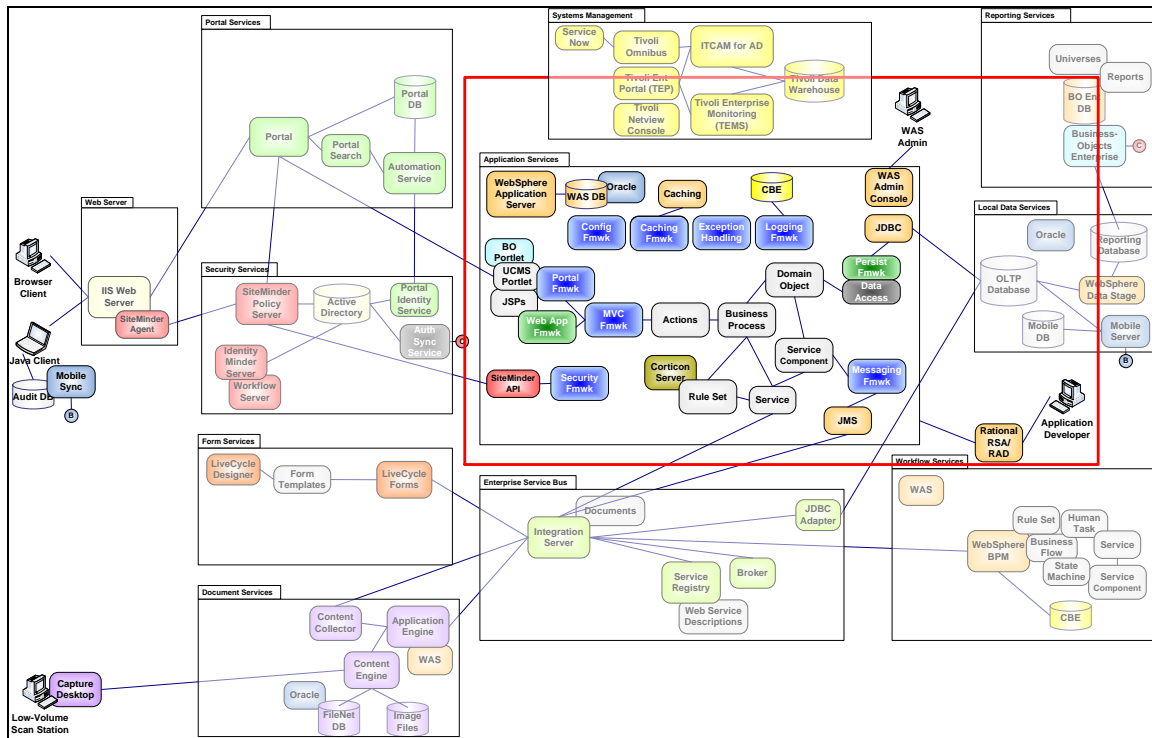 Systems Management
Service
Now
Tivoli
Omnibus
ITCAM for AD
Tivoli Ent
Portal (TEP)
Tivoli Data
Warehouse
Tivoli
Netview
Console
Tivoli Enterprise
Monitoring
(TEMS)
Reporting Services
Universes
Reports
BO Ent
DB
Business-
Objects
Enterprise
C
Portal Services
Portal
DB
Portal
Portal
Search
Automation
Service
WAS
Admin
Web Server
IIS Web
Server
SiteMinder
Agent
Browser
Client
Java Client
Mobile
Sync
Audit DB
B
Security Services
SiteMinder
Policy
Server
Active
Directory
Portal
Identity
Service
Auth
Sync
Service
C
Identity
Minder
Server
Workflow
Server
Application Services
WebSphere
Application
Server
WAS DB
Oracle
Caching
CBE
WAS
Admin
Console
Config
Fmwk
Caching
Fmwk
Exception
Handling
Logging
Fmwk
JDBC
BO
Portlet
UCMS
Portlet
JSPs
Portal
Fmwk
Web App
Fmwk
MVC
Fmwk
Actions
Business
Process
Domain
Object
Persist
Fmwk
Data
Access
Service
Component
Corticon
Server
Rule Set
Service
Messaging
Fmwk
SiteMinder
API
Security
Fmwk
JMS
Local Data Services
Oracle
Reporting
Database
OLTP
Database
WebSphere
Data Stage
Mobile
DB
Mobile
Server
B
Rational
RSA/
RAD
Application
Developer
Form Services
LiveCycle
Designer
Form
Templates
LiveCycle
Forms
Enterprise Service Bus
Documents
Integration
Server
JDBC
Adapter
Broker
Service
Registry
Web Service
Descriptions
Workflow Services
WAS
Rule Set
Human
Task
WebSphere
BPM
Business
Flow
Service
State
Machine
Service
Component
CBE
Document Services
Content
Collector
Application
Engine
WAS
Content
Engine
Oracle
FileNet
DB
Image
Files
Capture
Desktop
Low-Volume
Scan Station